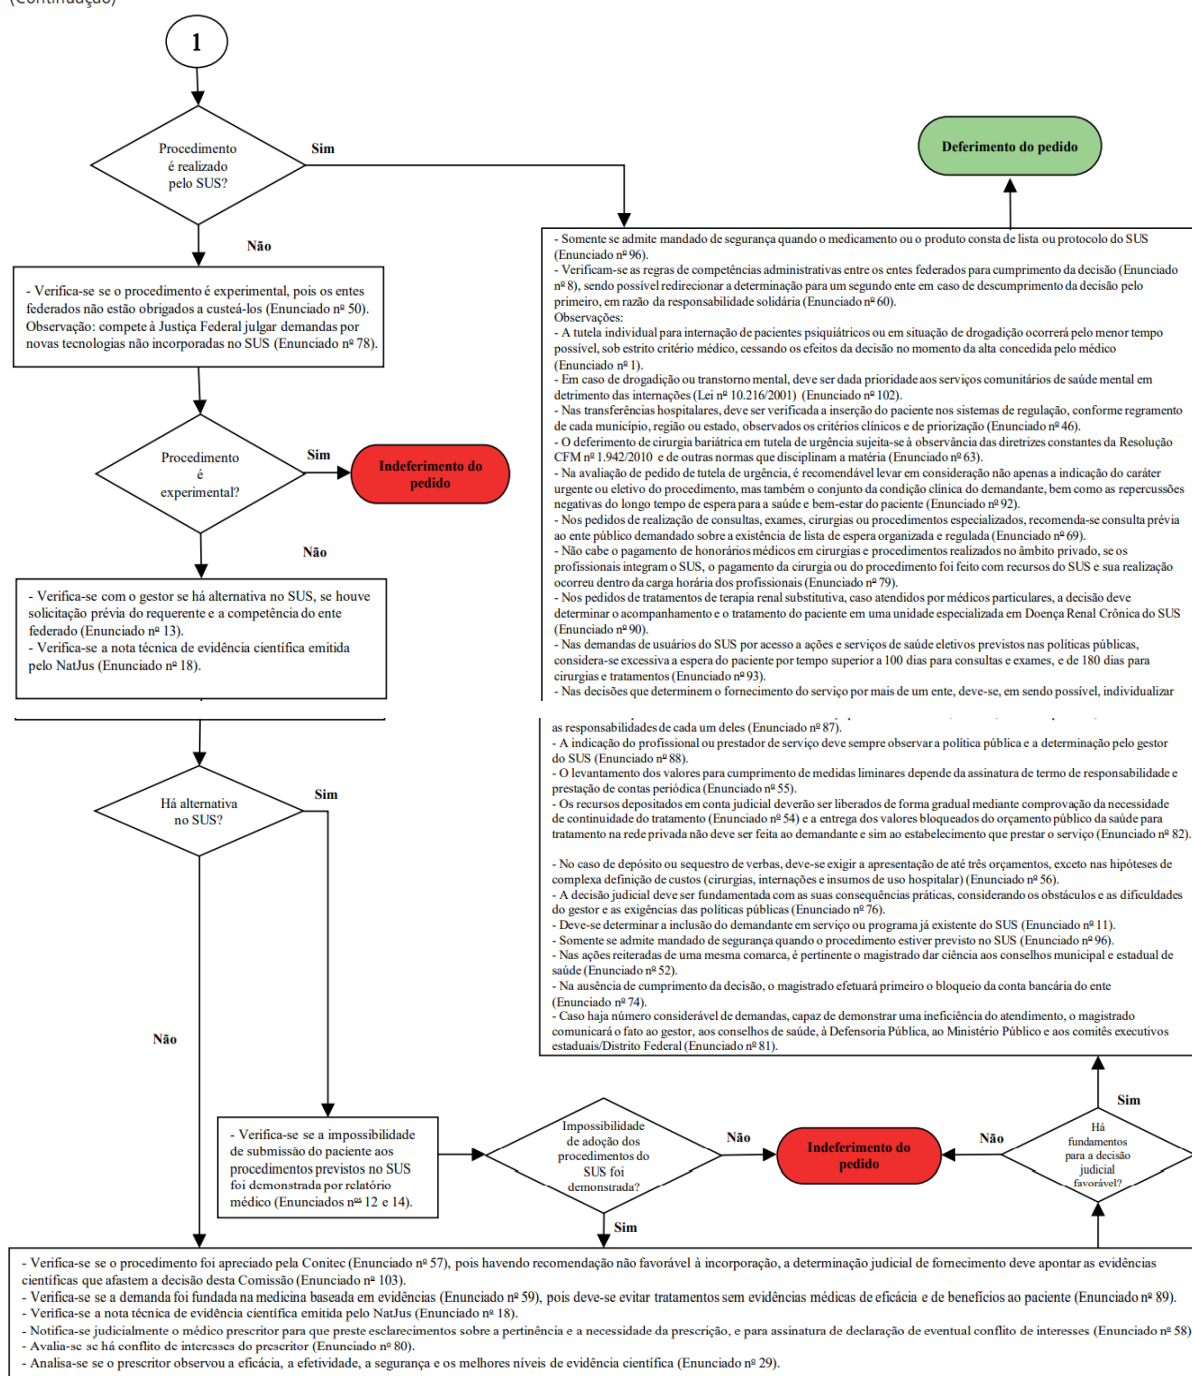 (Continuação)
1
Procedimento
é realizado
pelo SUS?
Sim
Não
Deferimento do pedido
- Verifica-se se o procedimento é experimental, pois os entes
federados não estão obrigados a custeá-los (Enunciado nº 50).
Observação: compete à Justiça Federal julgar demandas por
novas tecnologias não incorporadas no SUS (Enunciado nº 78).
Procedimento
é
experimental?
Sim
Indeferimento do
pedido
Não
- Verifica-se com o gestor se há alternativa no SUS, se houve
solicitação prévia do requerente e a competência do ente
federado (Enunciado nº 13).
- Verifica-se a nota técnica de evidência científica emitida
pelo NatJus (Enunciado nº 18).
- Somente se admite mandado de segurança quando o medicamento ou o produto consta de lista ou protocolo do SUS
(Enunciado nº 96).
- Verificam-se as regras de competências administrativas entre os entes federados para cumprimento da decisão (Enunciado
nº 8), sendo possível redirecionar a determinação para um segundo ente em caso de descumprimento da decisão pelo
primeiro, em razão da responsabilidade solidária (Enunciado nº 60).
Observações:
- A tutela individual para internação de pacientes psiquiátricos ou em situação de drogadição ocorrerá pelo menor tempo
possível, sob estrito critério médico, cessando os efeitos da decisão no momento da alta concedida pelo médico
(Enunciado nº 1).
- Em caso de drogadição ou transtorno mental, deve ser dada prioridade aos serviços comunitários de saúde mental em
detrimento das internações (Lei nº 10.216/2001) (Enunciado nº 102).
- Nas transferências hospitalares, deve ser verificada a inserção do paciente nos sistemas de regulação, conforme regramento
de cada município, região ou estado, observados os critérios clínicos e de priorização (Enunciado nº 46).
- O deferimento de cirurgia bariátrica em tutela de urgência sujeita-se à observância das diretrizes constantes da Resolução
CFM nº 1.942/2010 e de outras normas que disciplinam a matéria (Enunciado nº 63).
- Na avaliação de pedido de tutela de urgência, é recomendável levar em consideração não apenas a indicação do caráter
urgente ou eletivo do procedimento, mas também o conjunto da condição clínica do demandante, bem como as repercussões
negativas do longo tempo de espera para a saúde e bem-estar do paciente (Enunciado nº 92).
- Nos pedidos de realização de consultas, exames, cirurgias ou procedimentos especializados, recomenda-se consulta prévia
ao ente público demandado sobre a existência de lista de espera organizada e regulada (Enunciado nº 69).
- Não cabe o pagamento de honorários médicos em cirurgias e procedimentos realizados no âmbito privado, se os
profissionais integram o SUS, o pagamento da cirurgia ou do procedimento foi feito com recursos do SUS e sua realização
ocorreu dentro da carga horária dos profissionais (Enunciado nº 79).
- Nos pedidos de tratamentos de terapia renal substitutiva, caso atendidos por médicos particulares, a decisão deve
determinar o acompanhamento e o tratamento do paciente em uma unidade especializada em Doença Renal Crônica do SUS
(Enunciado nº 90).
- Nas demandas de usuários do SUS por acesso a ações e serviços de saúde eletivos previstos nas políticas públicas,
considera-se excessiva a espera do paciente por tempo superior a 100 dias para consultas e exames, e de 180 dias para
cirurgias e tratamentos (Enunciado nº 93).
- Nas decisões que determinem o fornecimento do serviço por mais de um ente, deve-se, em sendo possível, individualizar
as responsabilidades de cada um deles (Enunciado nº 87).
- A indicação do profissional ou prestador de serviço deve sempre observar a política pública e a determinação pelo gestor
do SUS (Enunciado nº 88).
- O levantamento dos valores para cumprimento de medidas liminares depende da assinatura de termo de responsabilidade e
prestação de contas periódica (Enunciado nº 55).
- Os recursos depositados em conta judicial deverão ser liberados de forma gradual mediante comprovação da necessidade
de continuidade do tratamento (Enunciado nº 54) e a entrega dos valores bloqueados do orçamento público da saúde para
tratamento na rede privada não deve ser feita ao demandante e sim ao estabelecimento que prestar o serviço (Enunciado nº 82).
- No caso de depósito ou sequestro de verbas, deve-se exigir a apresentação de até três orçamentos, exceto nas hipóteses de
complexa definição de custos (cirurgias, internações e insumos de uso hospitalar) (Enunciado nº 56).
- A decisão judicial deve ser fundamentada com as suas consequências práticas, considerando os obstáculos e as dificuldades
do gestor e as exigências das políticas públicas (Enunciado nº 76).
- Deve-se determinar a inclusão do demandante em serviço ou programa já existente do SUS (Enunciado nº 11).
- Somente se admite mandado de segurança quando o procedimento estiver previsto no SUS (Enunciado nº 96).
- Nas ações reiteradas de uma mesma comarca, é pertinente o magistrado dar ciência aos conselhos municipal e estadual de
saúde (Enunciado nº 52).
- Na ausência de cumprimento da decisão, o magistrado efetuará primeiro o bloqueio da conta bancária do ente
(Enunciado nº 74).
- Caso haja número considerável de demandas, capaz de demonstrar uma ineficiência do atendimento, o magistrado
comunicará o fato ao gestor, aos conselhos de saúde, à Defensoria Pública, ao Ministério Público e aos comitês executivos
estaduais/Distrito Federal (Enunciado nº 81).
Há alternativa
no SUS?
Sim
Não
- Verifica-se se a impossibilidade
de submissão do paciente aos
procedimentos previstos no SUS
foi demonstrada por relatório
médico (Enunciados nºs 12 e 14).
Impossibilidade
de adoção dos
procedimentos do
SUS foi
demonstrada?
Não
Sim
Indeferimento do
pedido
Não
Há
fundamentos
para a decisão
judicial
favorável?
Sim
- Verifica-se se o procedimento foi apreciado pela Conitec (Enunciado nº 57), pois havendo recomendação não favorável à incorporação, a determinação judicial de fornecimento deve apontar as evidências
científicas que afastem a decisão desta Comissão (Enunciado nº 103).
- Verifica-se se a demanda foi fundada na medicina baseada em evidências (Enunciado nº 59), pois deve-se evitar tratamentos sem evidências médicas de eficácia e de benefícios ao paciente (Enunciado nº 89).
- Verifica-se a nota técnica de evidência científica emitida pelo NatJus (Enunciado nº 18).
- Notifica-se judicialmente o médico prescritor para que preste esclarecimentos sobre a pertinência e a necessidade da prescrição, e para assinatura de declaração de eventual conflito de interesses (Enunciado nº 58)
- Avalia-se se há conflito de interesses do prescritor (Enunciado nº 80).
- Analisa-se se o prescritor observou a eficácia, a efetividade, a segurança e os melhores níveis de evidência científica (Enunciado nº 29).